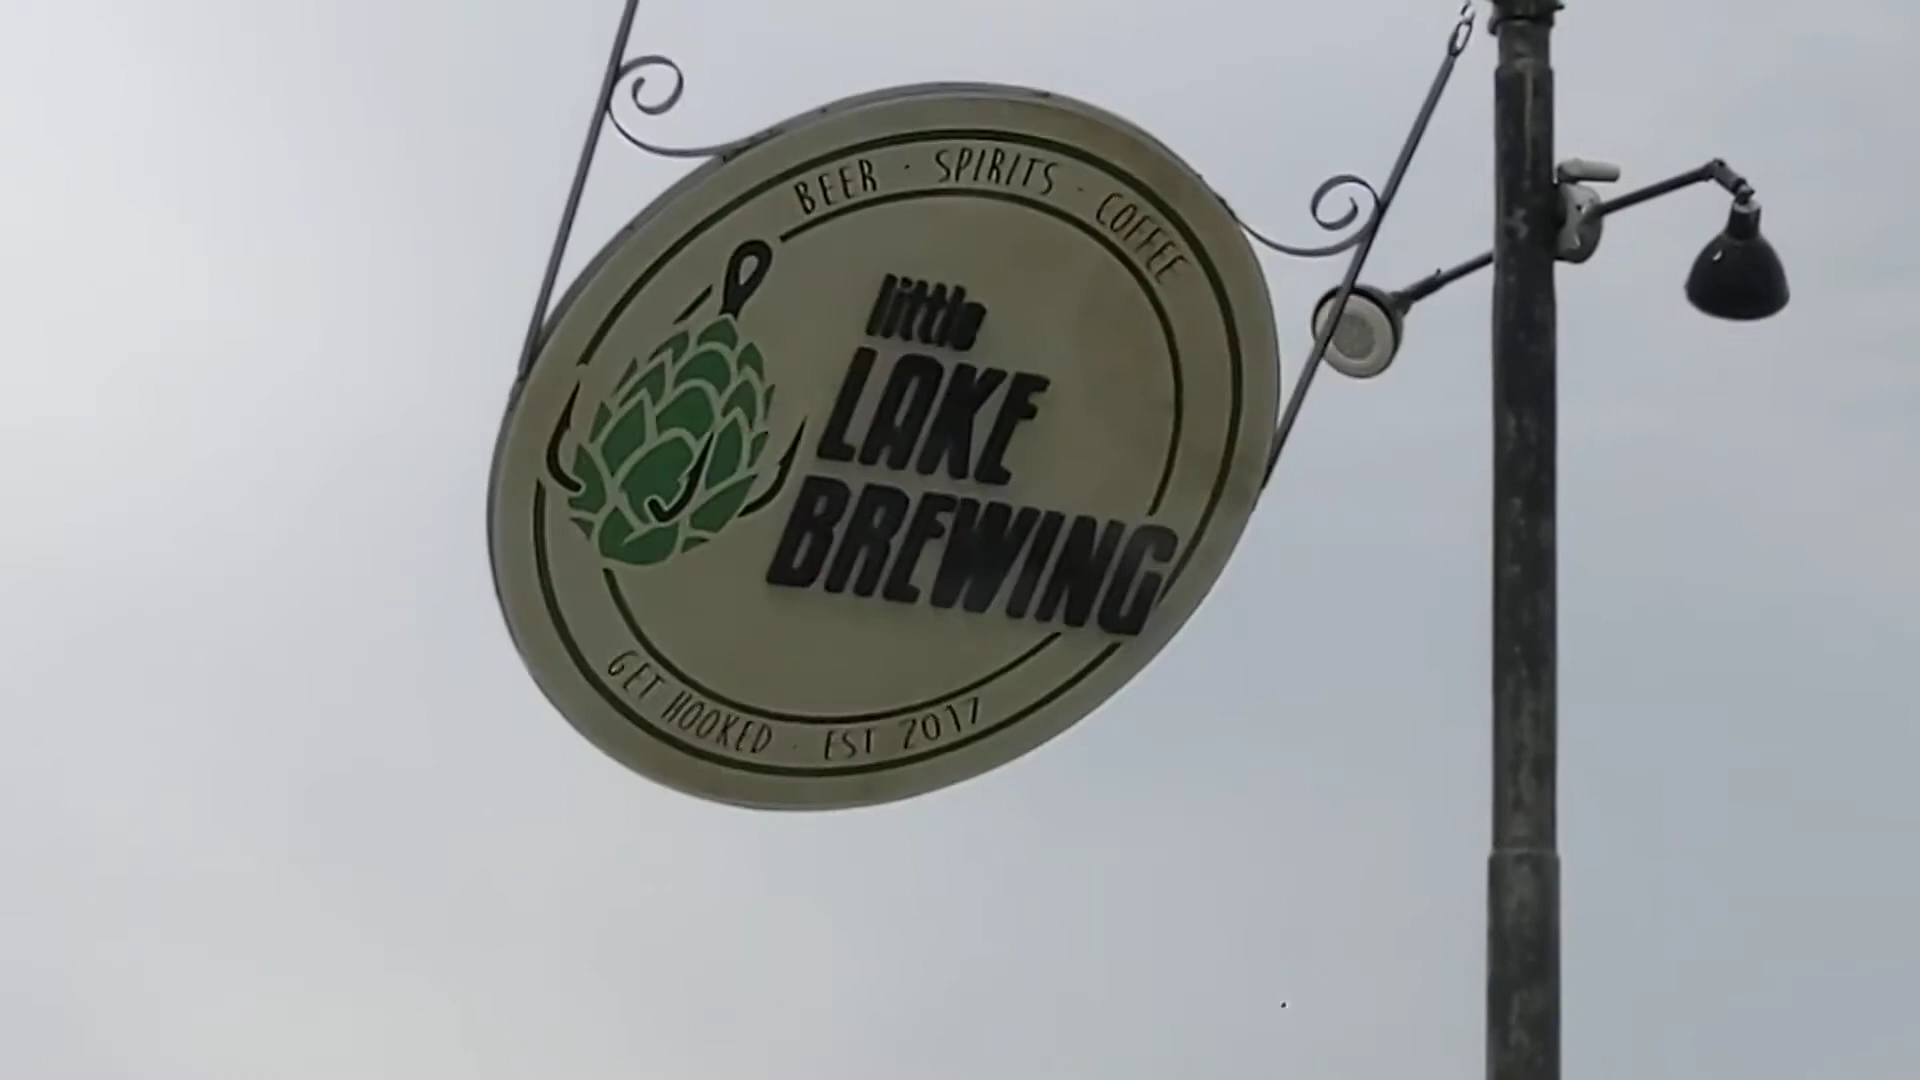 BEER · SPIRITS · COFFEE
little
LAKE
BREWING
GET HOOKED · EST 2017